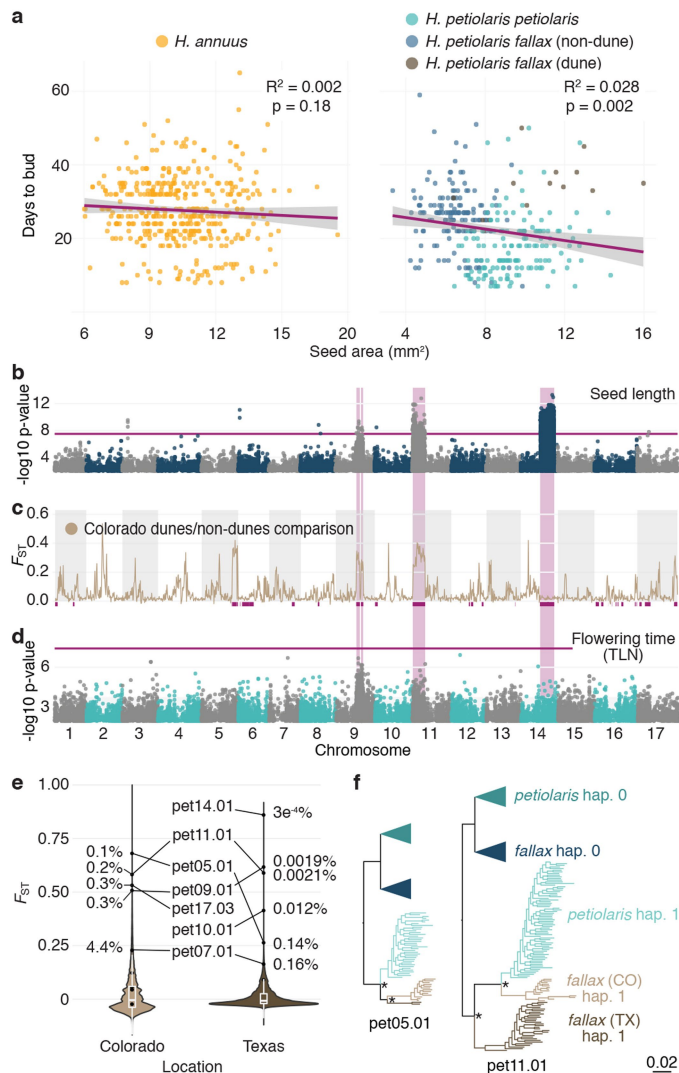 a
H. annuus
H. petiolaris petiolaris
H. petiolaris fallax (non-dune)
H. petiolaris fallax (dune)
R² = 0.002
p = 0.18
R² = 0.028
p = 0.002
Days to bud
60
40
20
6 9 12 15 20
4 8 12 16
Seed area (mm²)
b
-log10 p-value
12
8
4
Seed length
c
FST
0.6
0.4
0.2
0.0
Colorado dunes/non-dunes comparison
d
-log10 p-value
6
3
Flowering time
(TLN)
1 2 3 4 5 6 7 8 9 10 11 12 13 14 15 16 17
Chromosome
e
FST
1.00
0.75
0.50
0.25
0
pet14.01
pet11.01
pet05.01
pet09.01
pet17.03
pet10.01
pet07.01
0.1%
0.2%
0.3%
0.3%
4.4%
3e⁻⁴⁰%
0.0019%
0.0021%
0.012%
0.14%
0.16%
Colorado Texas
Location
f
petiolaris hap. 0
fallax hap. 0
petiolaris hap. 1
fallax (CO)
hap. 1
fallax (TX)
hap. 1
*
*
*
*
pet05.01
pet11.01
0.02